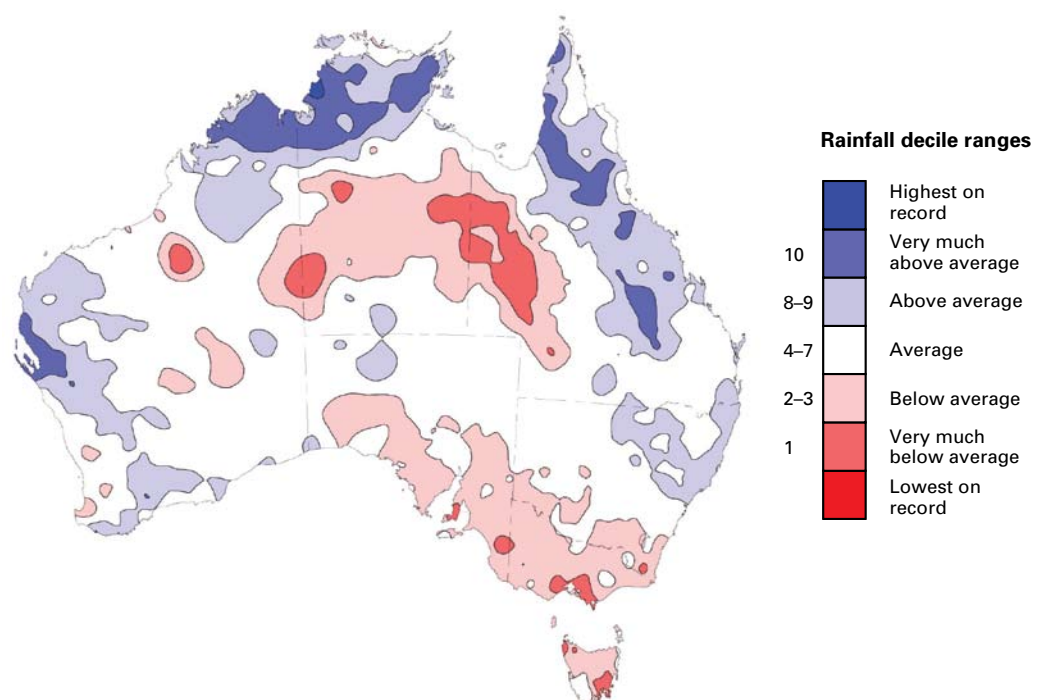 Rainfall decile ranges
Highest on
record
10
Very much
above average
8–9
Above average
4–7
Average
2–3
Below average
1
Very much
below average
Lowest on
record